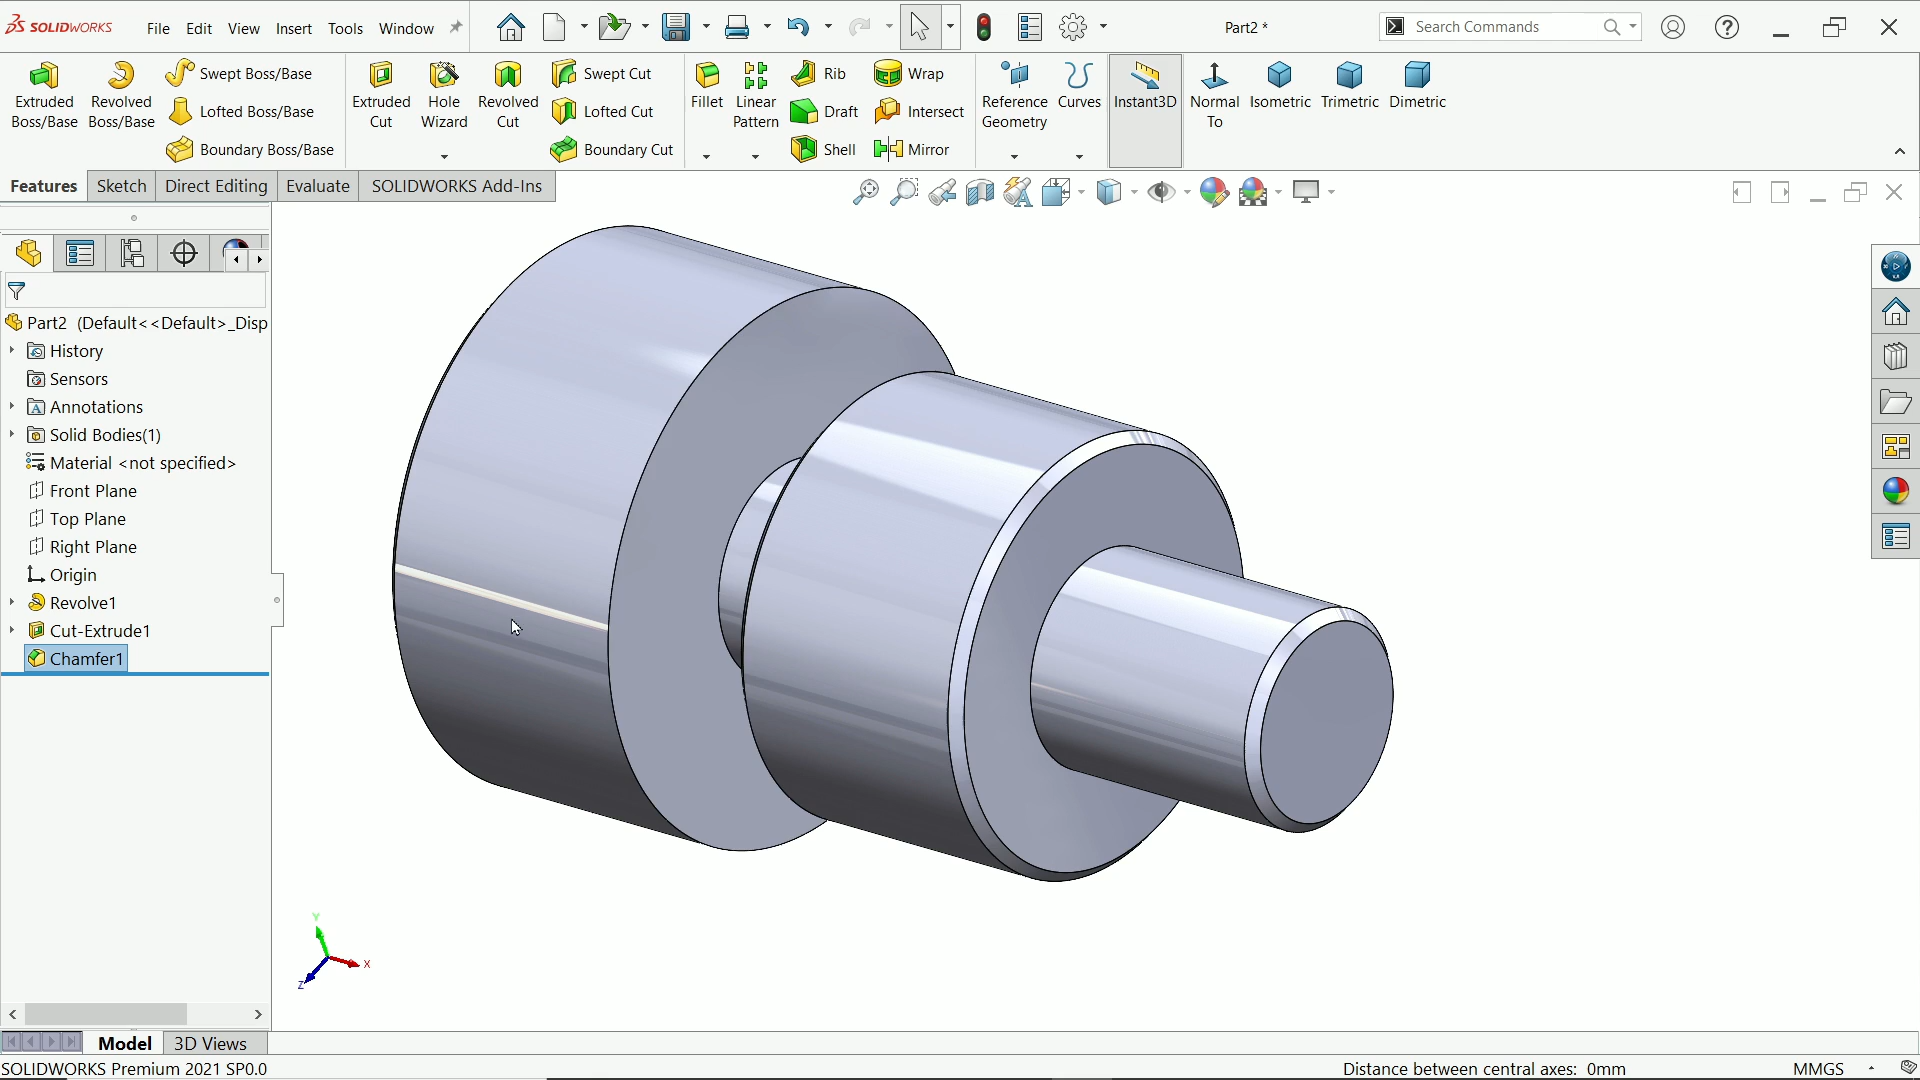 SOLIDWORKS File Edit View Insert Tools Window Part2 * Search Commands
Extruded Boss/Base
Revolved Boss/Base
Swept Boss/Base
Lofted Boss/Base
Boundary Boss/Base
Extruded Cut
Hole Wizard
Revolved Cut
Swept Cut
Lofted Cut
Boundary Cut
Fillet
Linear Pattern
Rib
Draft
Shell
Wrap
Intersect
Mirror
Reference Geometry
Curves
Instant3D
Normal To
Isometric
Trimetric
Dimetric
Features Sketch Direct Editing Evaluate SOLIDWORKS Add-Ins
Part2 (Default<<Default>_Disp
History
Sensors
Annotations
Solid Bodies(1)
Material <not specified>
Front Plane
Top Plane
Right Plane
Origin
Revolve1
Cut-Extrude1
Chamfer1
Y
X
Z
Model 3D Views
SOLIDWORKS Premium 2021 SP0.0 Distance between central axes: 0mm MMGS